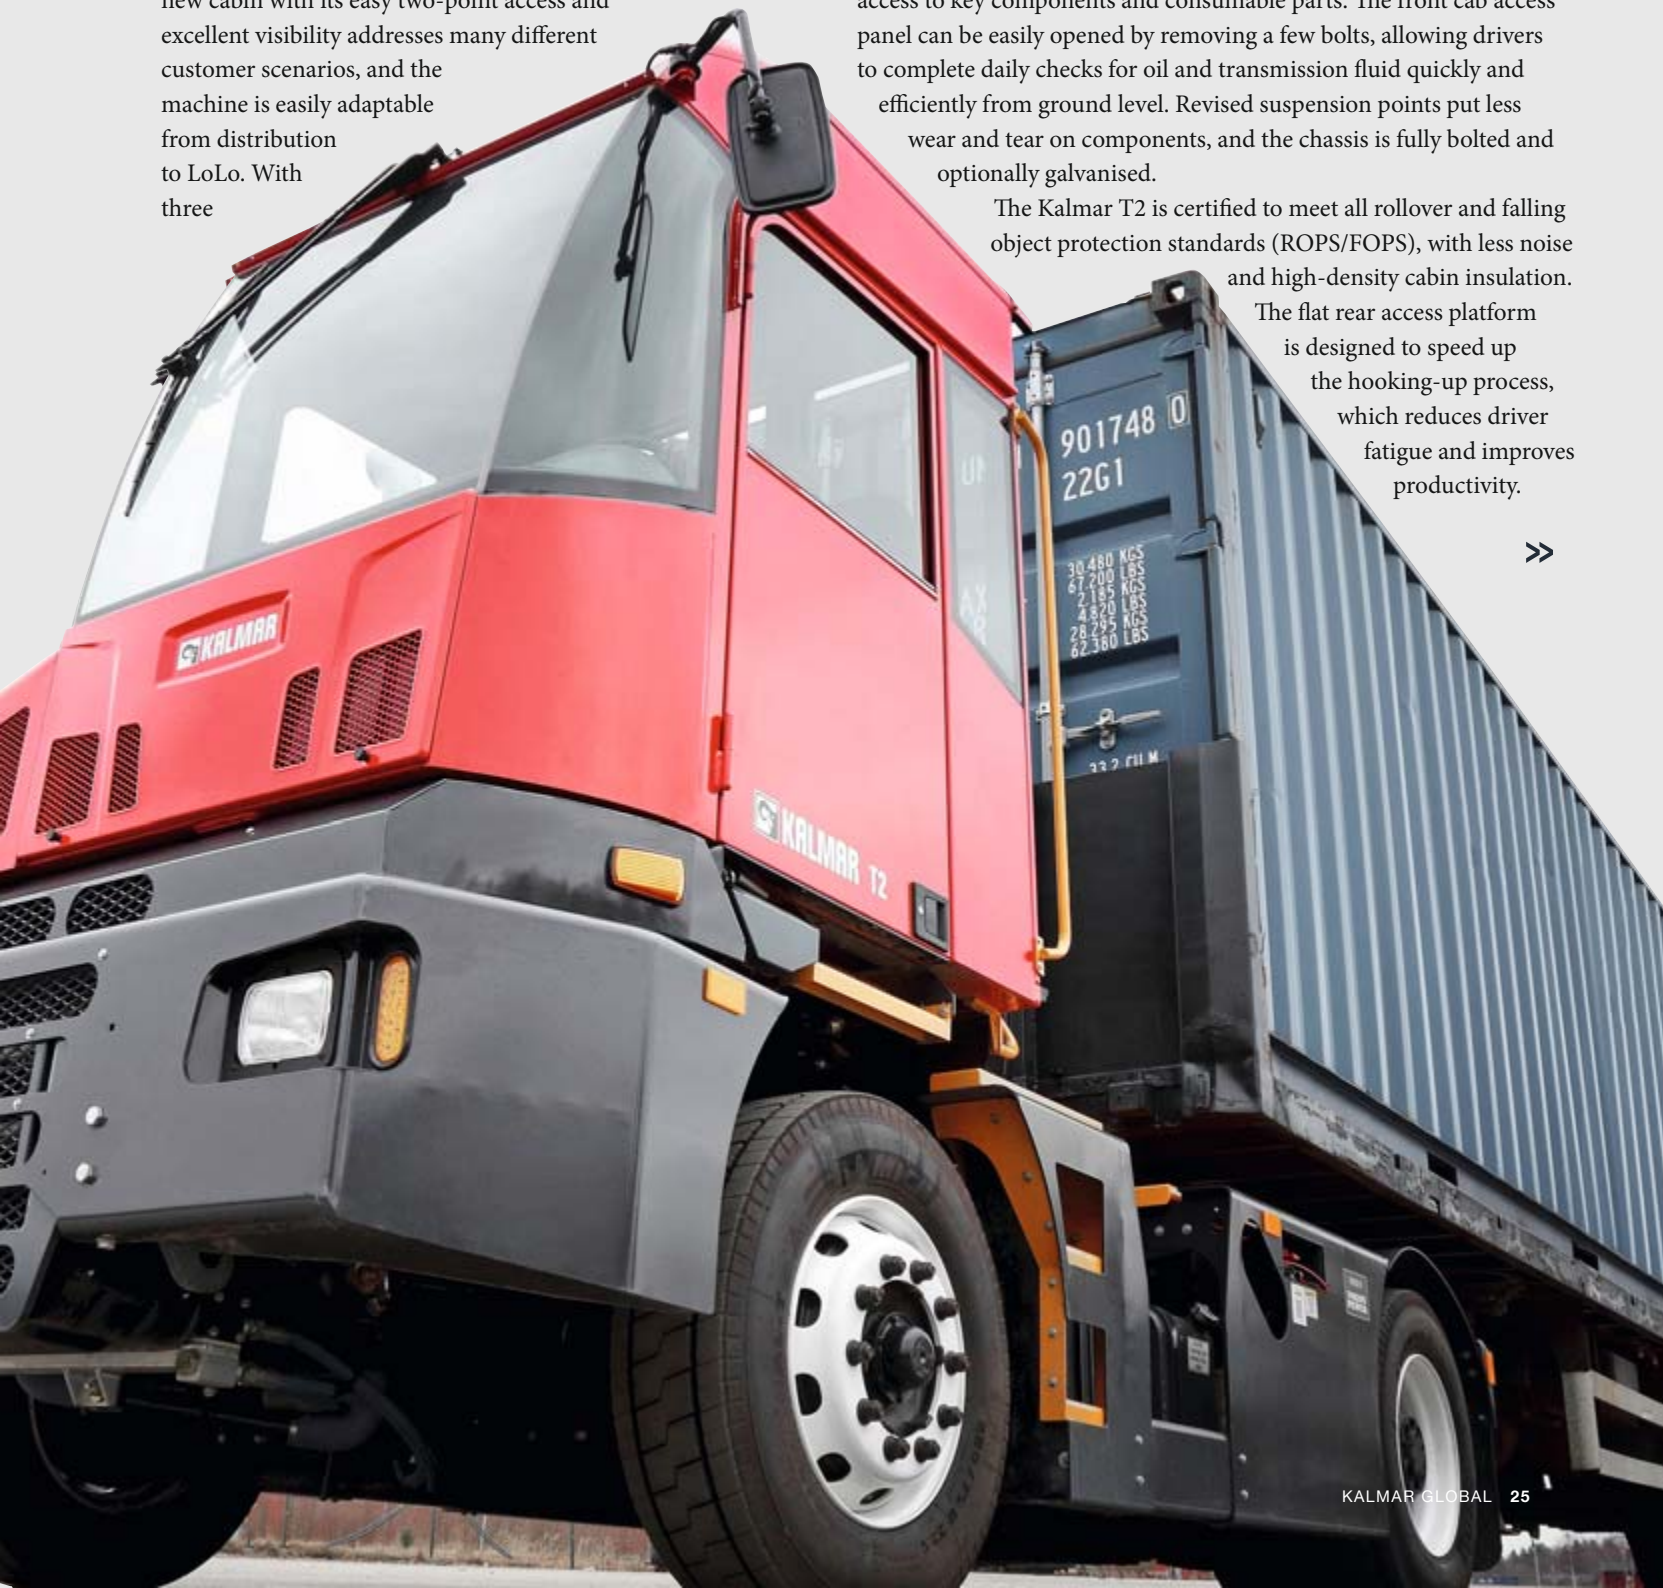 new cabin with its easy two-point access and
excellent visibility addresses many different
customer scenarios, and the
machine is easily adaptable
from distribution
to LoLo. With
three
access to key components and consumable parts. The front cab access
panel can be easily opened by removing a few bolts, allowing drivers
to complete daily checks for oil and transmission fluid quickly and
efficiently from ground level. Revised suspension points put less
wear and tear on components, and the chassis is fully bolted and
optionally galvanised.
The Kalmar T2 is certified to meet all rollover and falling
object protection standards (ROPS/FOPS), with less noise
and high-density cabin insulation.
The flat rear access platform
is designed to speed up
the hooking-up process,
which reduces driver
fatigue and improves
productivity.
»
901748 0
22G1
30.480 KGS
67.200 LBS
2.185 KGS
4.820 LBS
28.295 KGS
62.380 LBS
33.2 CU.M
KALMAR
KALMAR T2
KALMAR GLOBAL 25